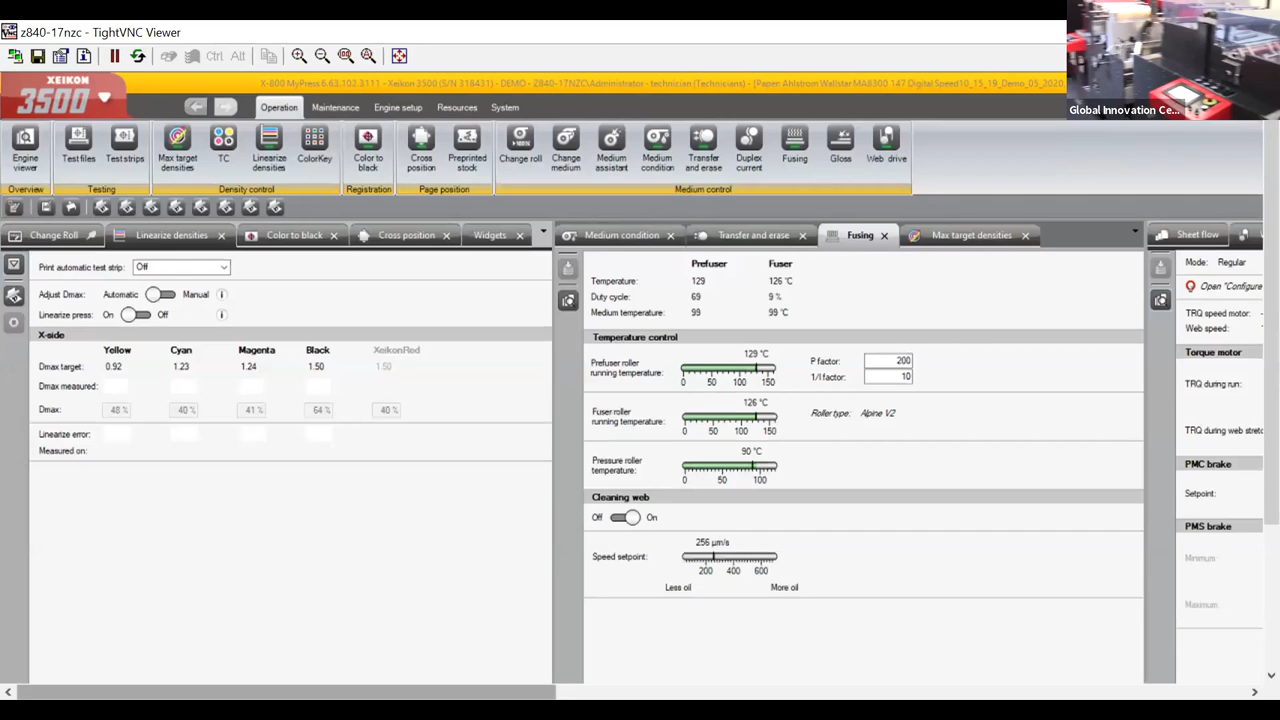 z840-17nzc - TightVNC Viewer
Ctrl Alt
XEIKON
3500
X-800 MyPress 6.63.102.3111 - Xeikon 3500 (S/N 318431) - DEMO - Z840-17NZC\Administrator - technician (Technicians) - [Paper: Ahlstrom Wallstar MA8300 147 Digital Speed10_15_19_Demo_05_2020
Global Innovation Ce...
Operation Maintenance Engine setup Resources System
Engine viewer Test files Test strips Max target densities TC Linearize densities ColorKey Color to black Cross position Preprinted stock Change roll Change medium Medium assistant Medium condition Transfer and erase Duplex current Fusing Gloss Web drive
Overview Testing Density control Registration Page position Medium control
Change Roll Linearize densities Color to black Cross position Widgets Medium condition Transfer and erase Fusing Max target densities Sheet flow
Print automatic test strip: Off
Adjust Dmax: Automatic Manual
Linearize press: On Off
X-side
Yellow Cyan Magenta Black XeikonRed
Dmax target: 0.92 1.23 1.24 1.50 1.50
Dmax measured:
Dmax: 48 % 40 % 41 % 64 % 40 %
Linearize error:
Measured on:
Prefuser Fuser
Temperature: 129 126 °C
Duty cycle: 69 9 %
Medium temperature: 99 99 °C
Temperature control
129 °C
Prefuser roller
running temperature:
0 50 100 150
P factor: 200
1/I factor: 10
126 °C
Fuser roller
running temperature:
0 50 100 150
Roller type: Alpine V2
90 °C
Pressure roller
temperature:
0 50 100
Cleaning web
Off On
256 µm/s
Speed setpoint:
200 400 600
Less oil More oil
Mode: Regular
Open "Configure
TRQ speed motor:
Web speed:
Torque motor
TRQ during run:
TRQ during web stretc
PMC brake
Setpoint:
PMS brake
Minimum:
Maximum: